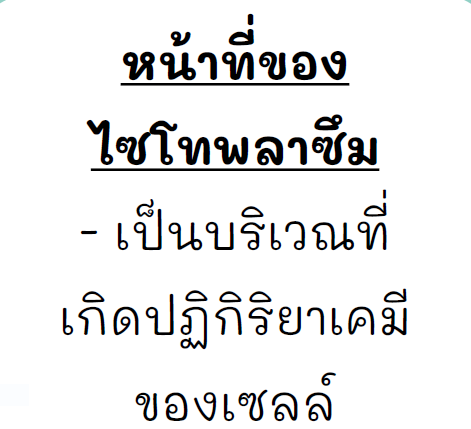 หน้าที่ของ
ไซโทพลาซึม
- เป็นบริเวณที่
เกิดปฏิกิริยาเคมี
ของเซลล์